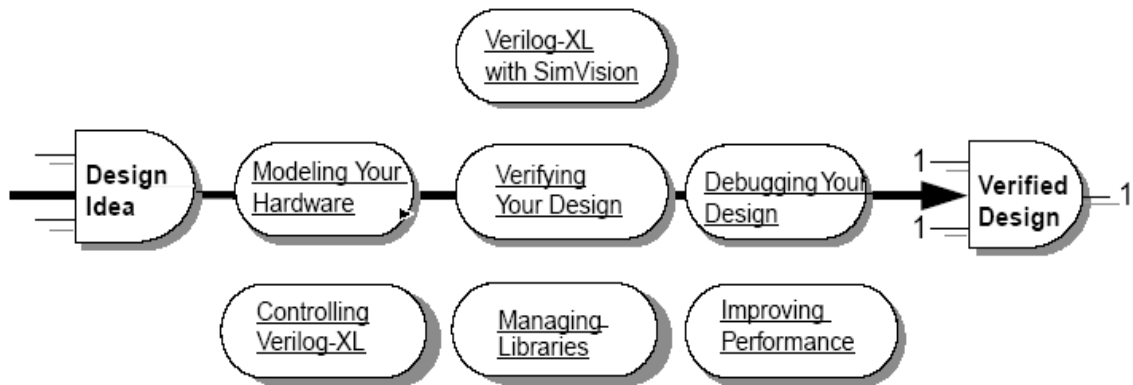 Verilog-XL
with SimVision
Design
Idea
Modeling Your
Hardware
Verifying
Your Design
Debugging Your
Design
1
1
Verified
Design
1
Controlling
Verilog-XL
Managing
Libraries
Improving
Performance